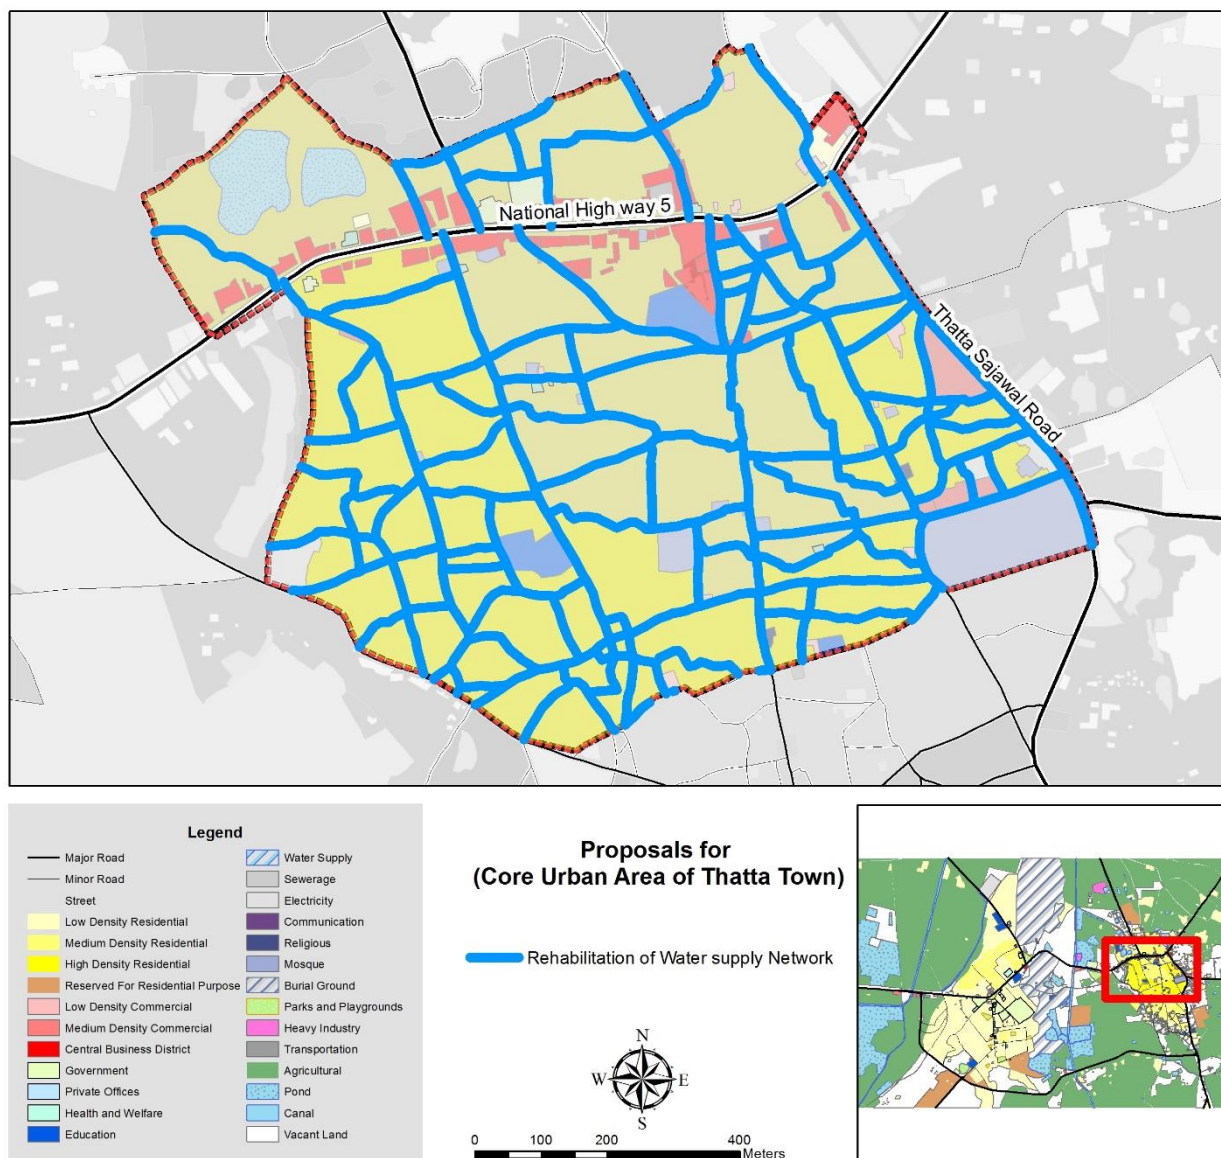 National High way 5
Thatta Sajawal Road
Legend
Major Road
Minor Road
Street
Low Density Residential
Medium Density Residential
High Density Residential
Reserved For Residential Purpose
Low Density Commercial
Medium Density Commercial
Central Business District
Government
Private Offices
Health and Welfare
Education
Water Supply
Sewerage
Electricity
Communication
Religious
Mosque
Burial Ground
Parks and Playgrounds
Heavy Industry
Transportation
Agricultural
Pond
Canal
Vacant Land
Proposals for
(Core Urban Area of Thatta Town)
Rehabilitation of Water supply Network
N
W E
S
0 100 200 400
Meters